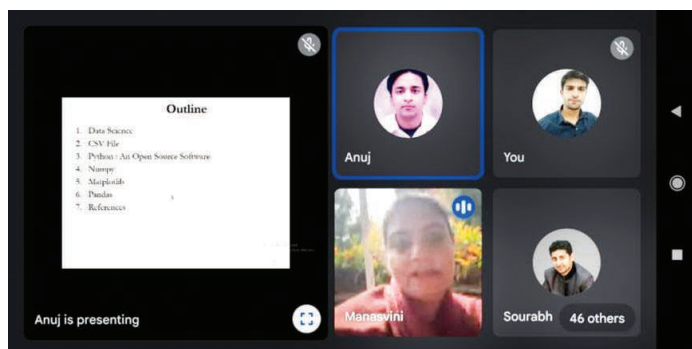 Outline
1. Data Science
2. CSV File
3. Python : An Open Source Software
4. Numpy
5. Matplotlib
6. Pandas
7. References
Anuj is presenting
Anuj
You
Manasvini
Sourabh
46 others